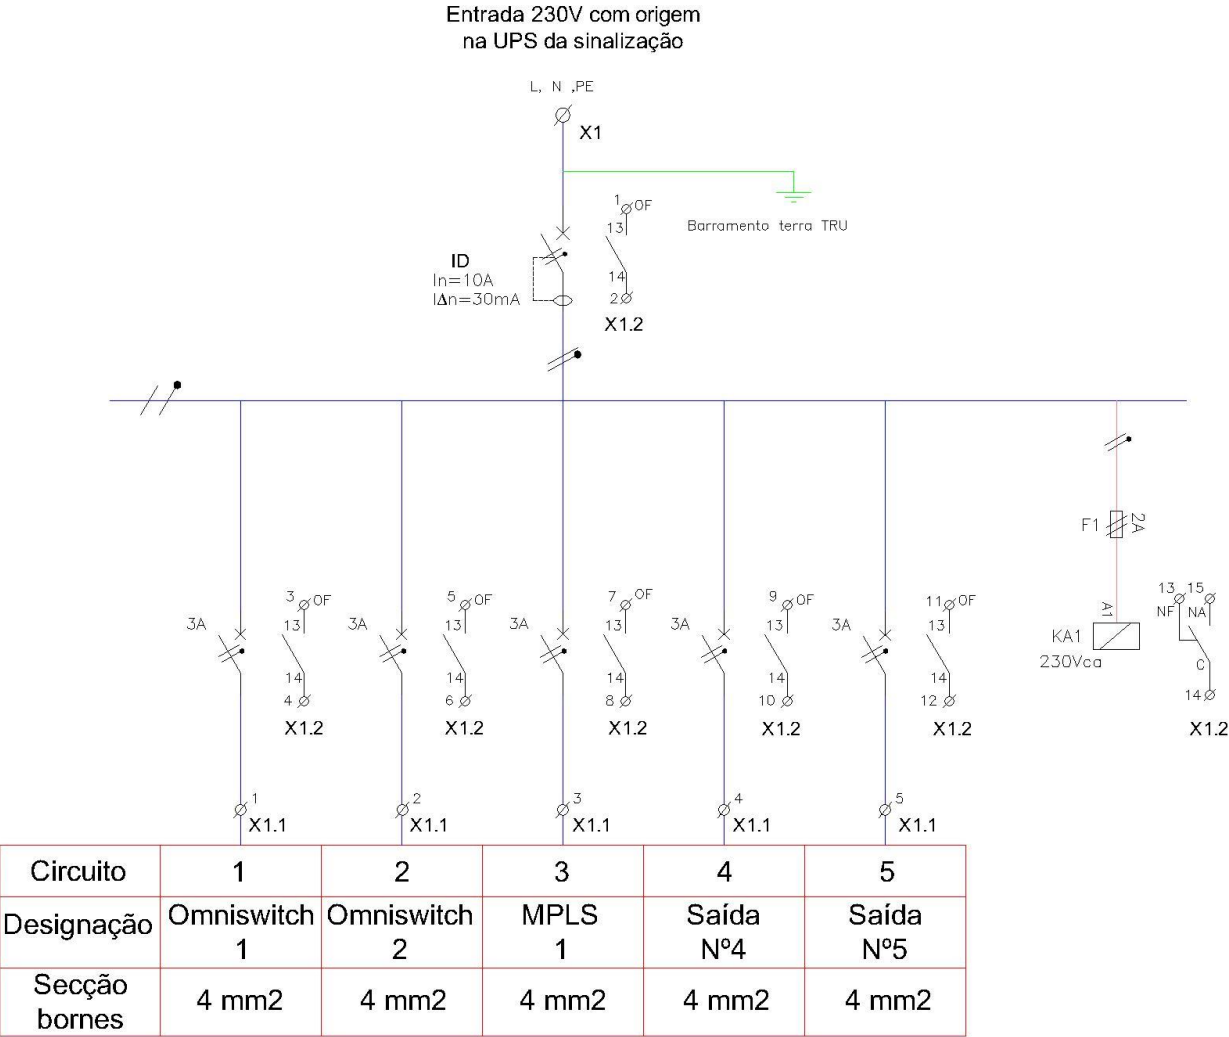 Entrada 230V com origem
na UPS da sinalização
L, N ,PE
X1
Barramento terra TRU
1 OF
13
14
2
X1.2
ID
In=10A
IΔn=30mA
3A
3 OF
13
14
4
X1.2
3A
5 OF
13
14
6
X1.2
3A
7 OF
13
14
8
X1.2
3A
9 OF
13
14
10
X1.2
3A
11 OF
13
14
12
X1.2
F1 2A
A1
KA1
230Vca
13 15
NF NA
C
14
X1.2
1
X1.1
2
X1.1
3
X1.1
4
X1.1
5
X1.1
Circuito 1 2 3 4 5
Designação Omniswitch 1 Omniswitch 2 MPLS 1 Saída Nº4 Saída Nº5
Secção bornes 4 mm2 4 mm2 4 mm2 4 mm2 4 mm2